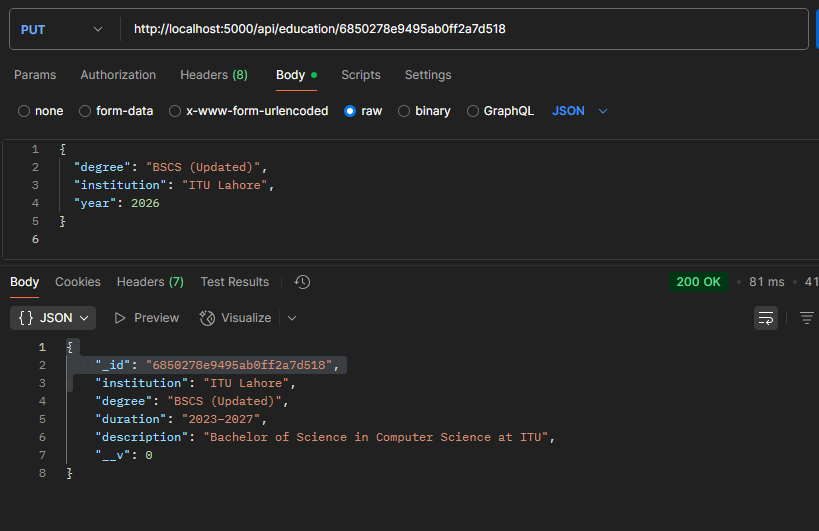 PUT http://localhost:5000/api/education/6850278e9495ab0ff2a7d518
Params Authorization Headers (8) Body Scripts Settings
none form-data x-www-form-urlencoded raw binary GraphQL JSON
1 {
2 "degree": "BSCS (Updated)",
3 "institution": "ITU Lahore",
4 "year": 2026
5 }
6
Body Cookies Headers (7) Test Results 200 OK • 81 ms • 41
{} JSON Preview Visualize
1 {
2 "_id": "6850278e9495ab0ff2a7d518",
3 "institution": "ITU Lahore",
4 "degree": "BSCS (Updated)",
5 "duration": "2023–2027",
6 "description": "Bachelor of Science in Computer Science at ITU",
7 "__v": 0
8 }